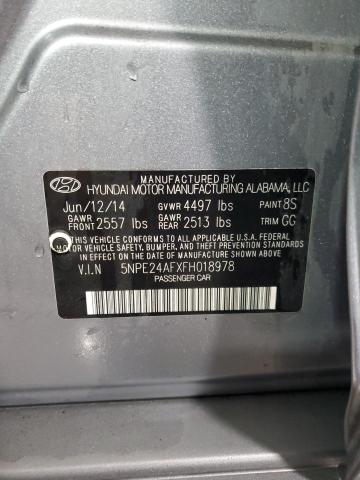 MFD BY
HYUNDAI MOTOR MANUFACTURING ALABAMA, LLC
Jun/12/14 GVWR 4497 lbs PAINT 8S
GAWR FRONT 2557 lbs GAWR REAR 2513 lbs TRIM GG
THIS VEHICLE CONFORMS TO ALL APPLICABLE FEDERAL
MOTOR VEHICLE SAFETY, BUMPER, AND THEFT PREVENTION
STANDARDS IN EFFECT ON THE DATE OF MANUFACTURE SHOWN
ABOVE.
V.I.N 5NPE24AFXFH018978
PASSENGER CAR